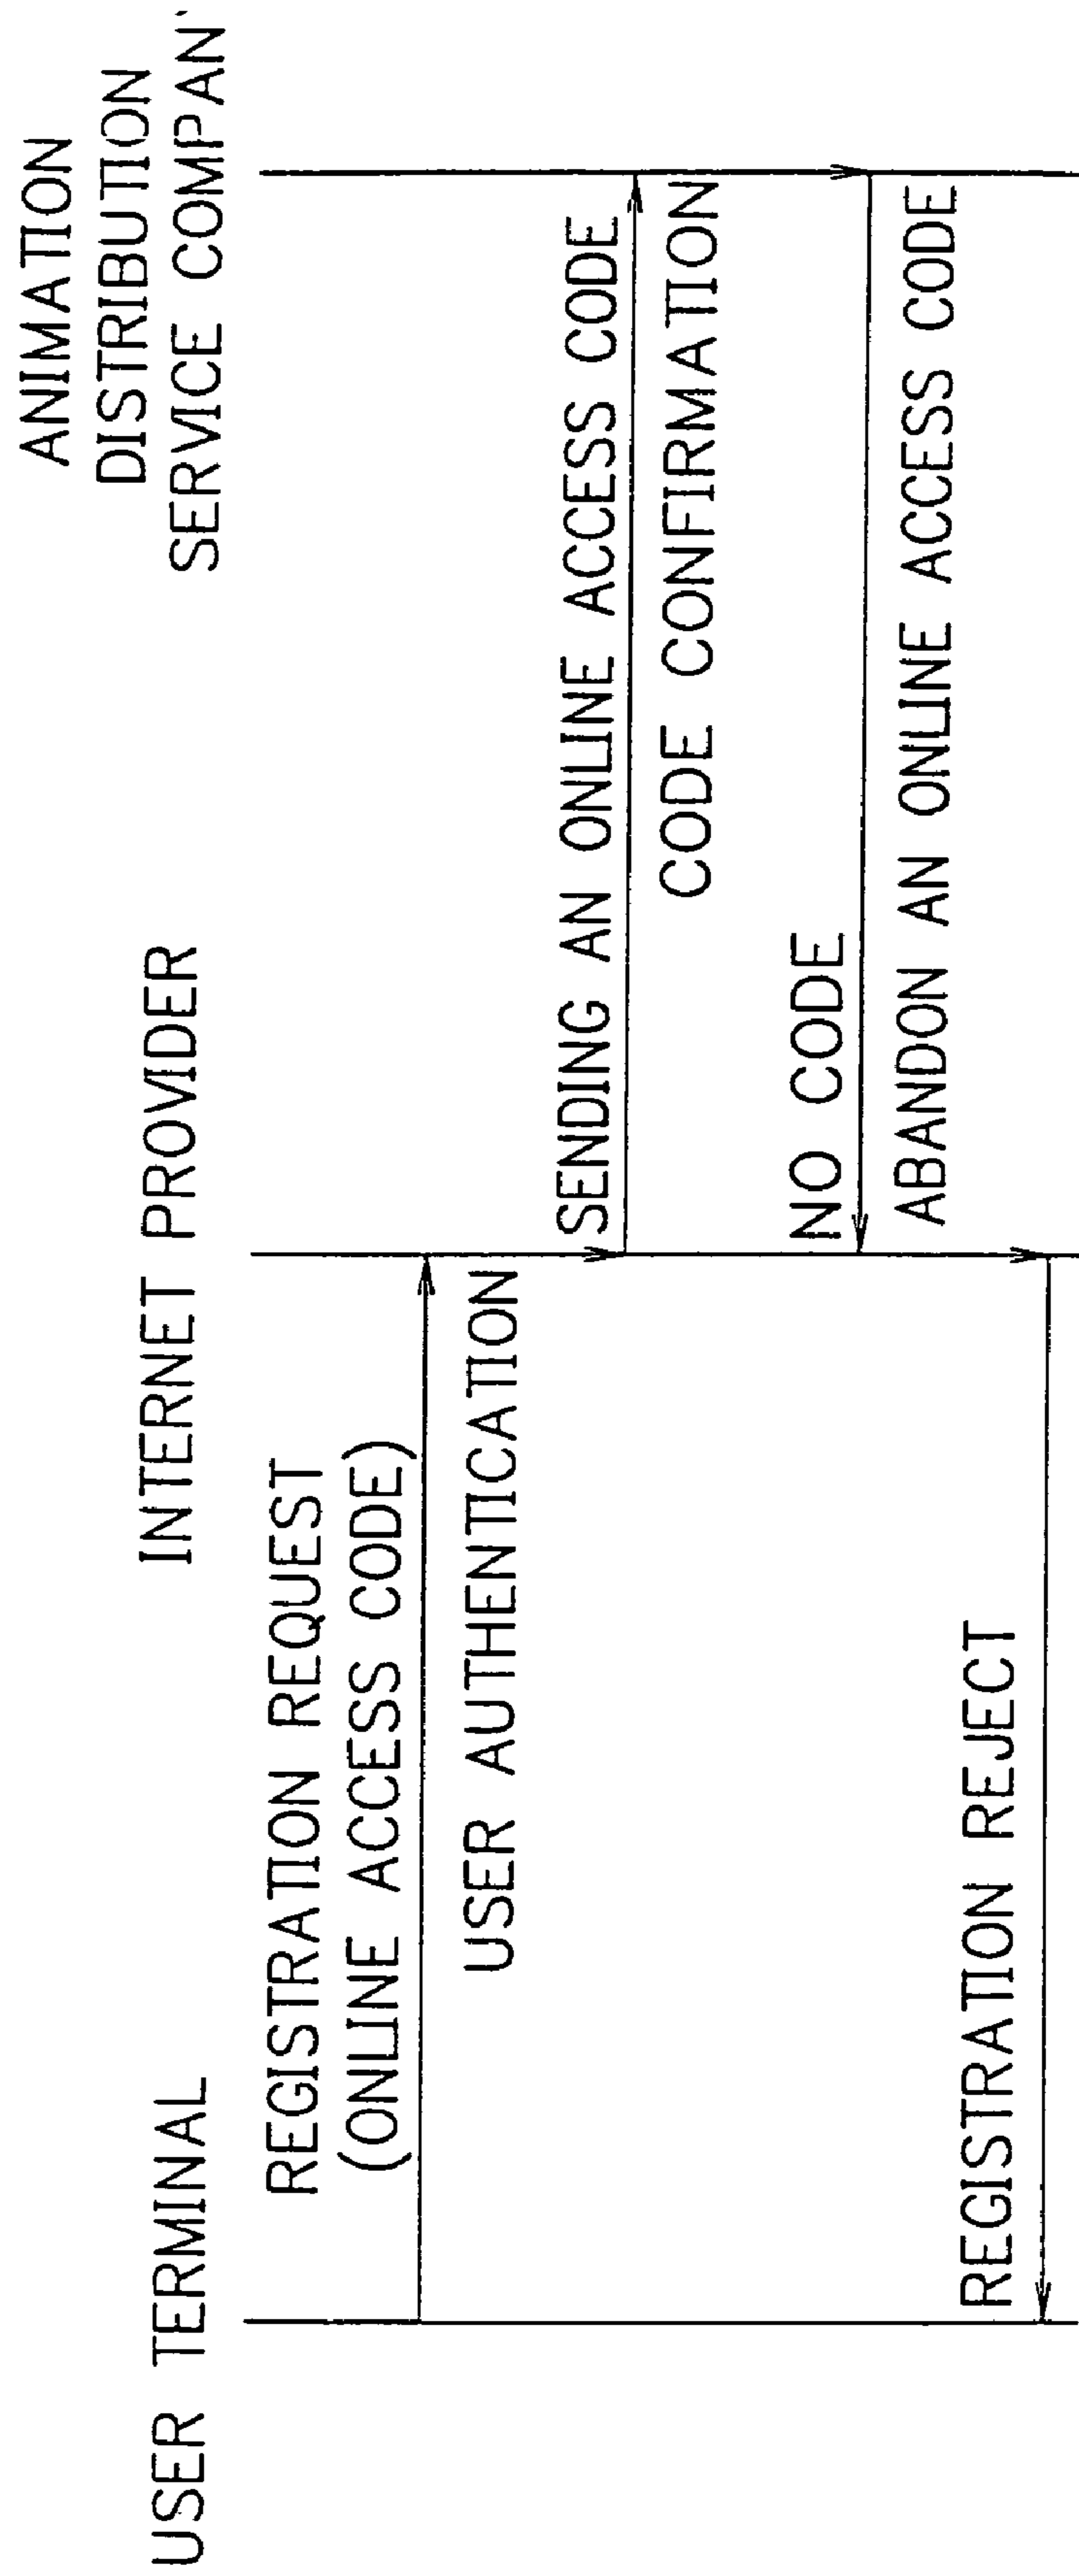 USER TERMINAL
INTERNET PROVIDER
ANIMATION
DISTRIBUTION
SERVICE COMPAN
REGISTRATION REQUEST
(ONLINE ACCESS CODE)
USER AUTHENTICATION
SENDING AN ONLINE ACCESS CODE
CODE CONFIRMATION
NO CODE
ABANDON AN ONLINE ACCESS CODE
REGISTRATION REJECT